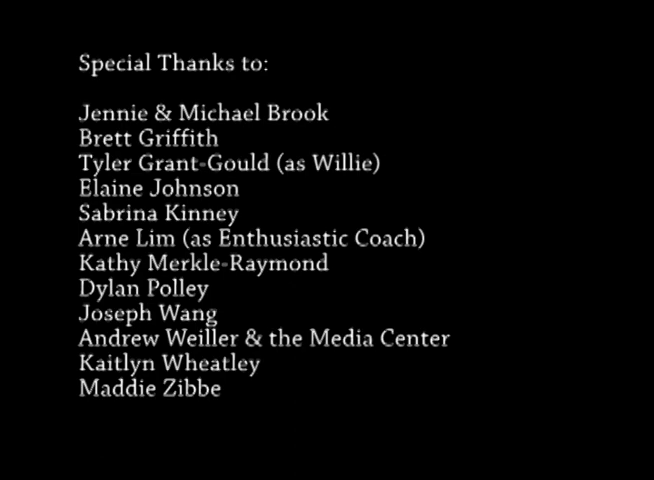 Special Thanks to:
Jennie & Michael Brook
Brett Griffith
Tyler Grant-Gould (as Willie)
Elaine Johnson
Sabrina Kinney
Arne Lim (as Enthusiastic Coach)
Kathy Merkle-Raymond
Dylan Polley
Joseph Wang
Andrew Weiller & the Media Center
Kaitlyn Wheatley
Maddie Zibbe